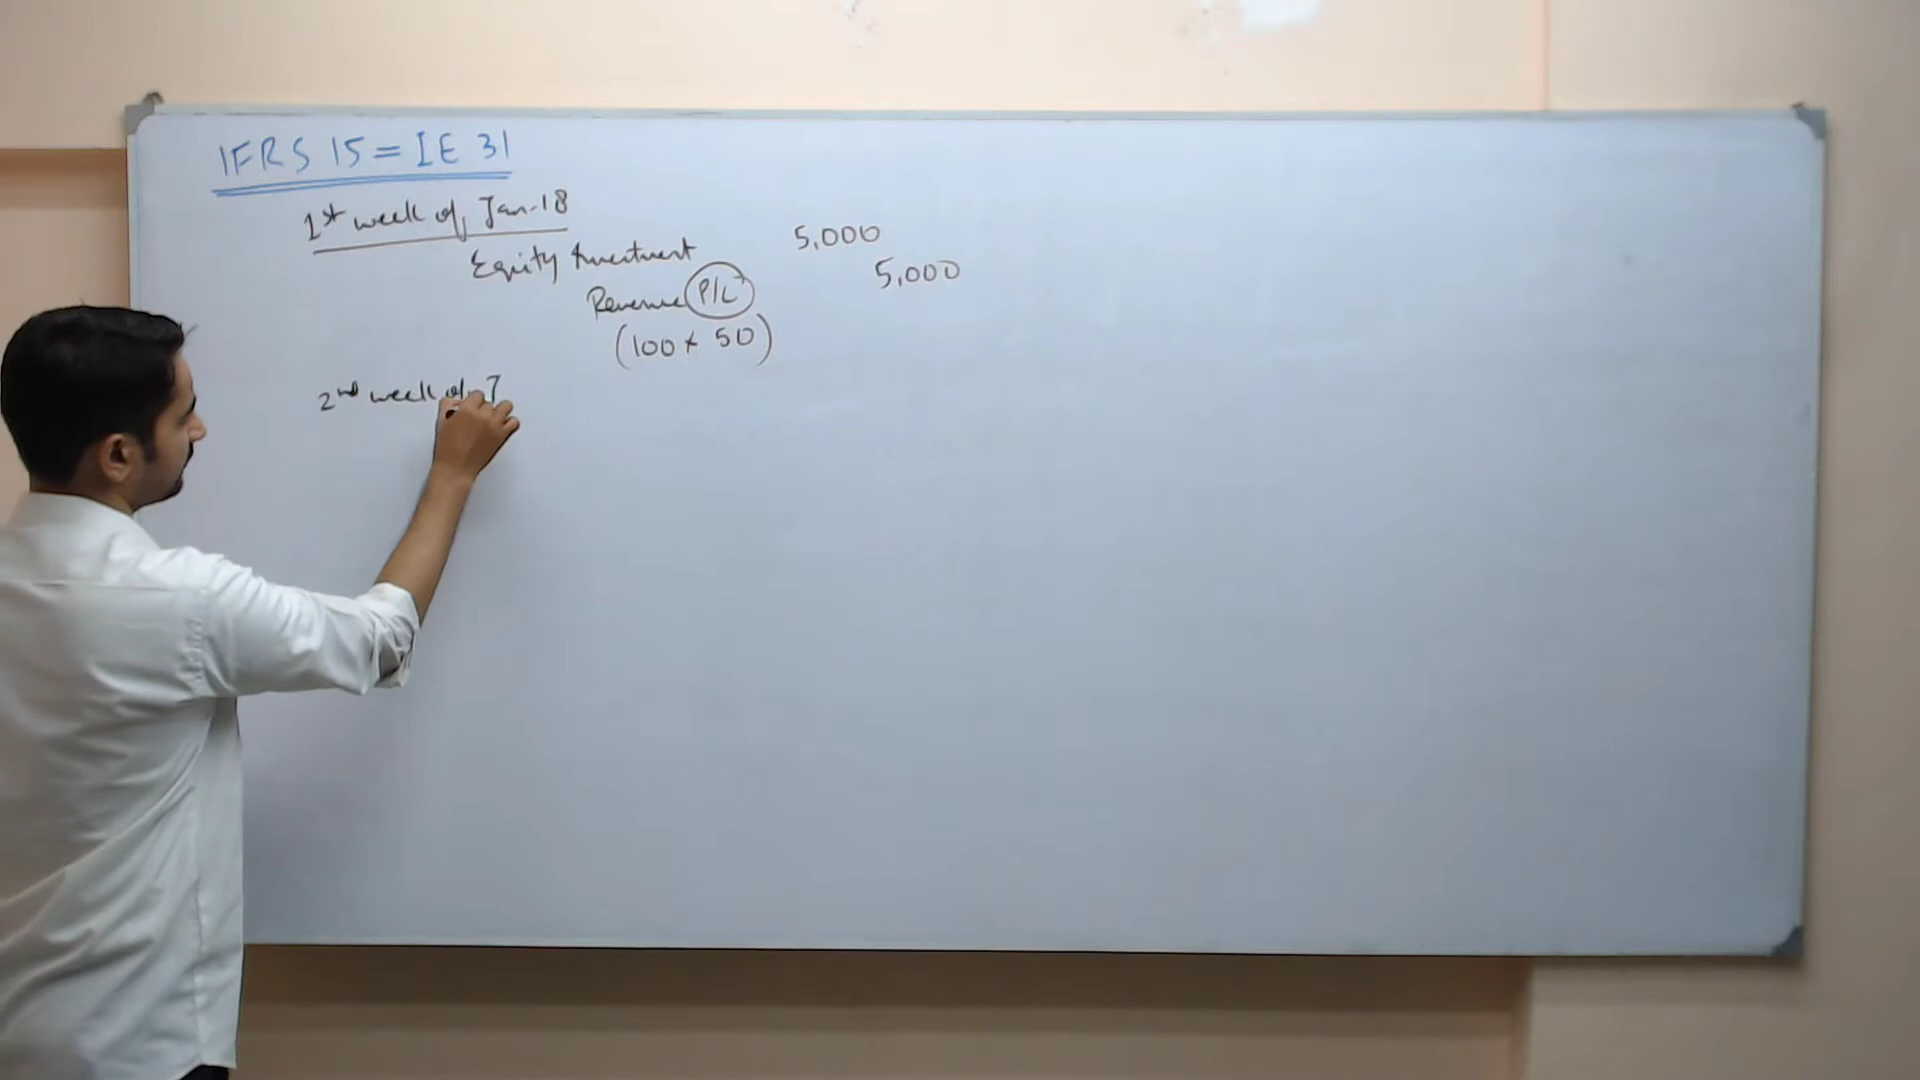 IFRS 15 = IE 31
1st week of Jan-18
Equity Investment 5,000
Revenue P/L 5,000
(100 x 50)
2nd week of J